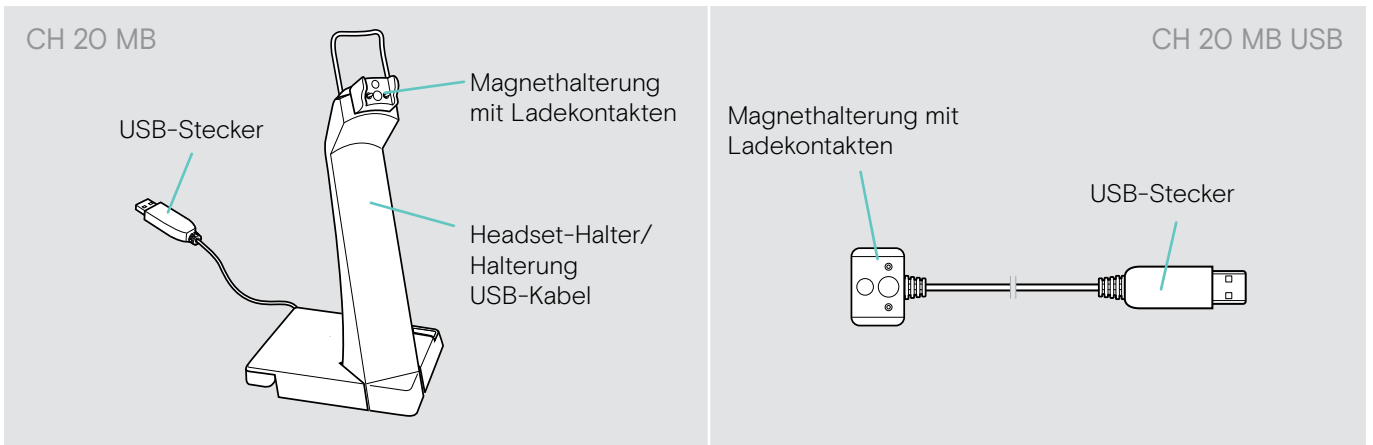 CH 20 MB
Magnethalterung
mit Ladekontakten
USB-Stecker
Headset-Halter/
Halterung
USB-Kabel
CH 20 MB USB
Magnethalterung mit
Ladekontakten
USB-Stecker